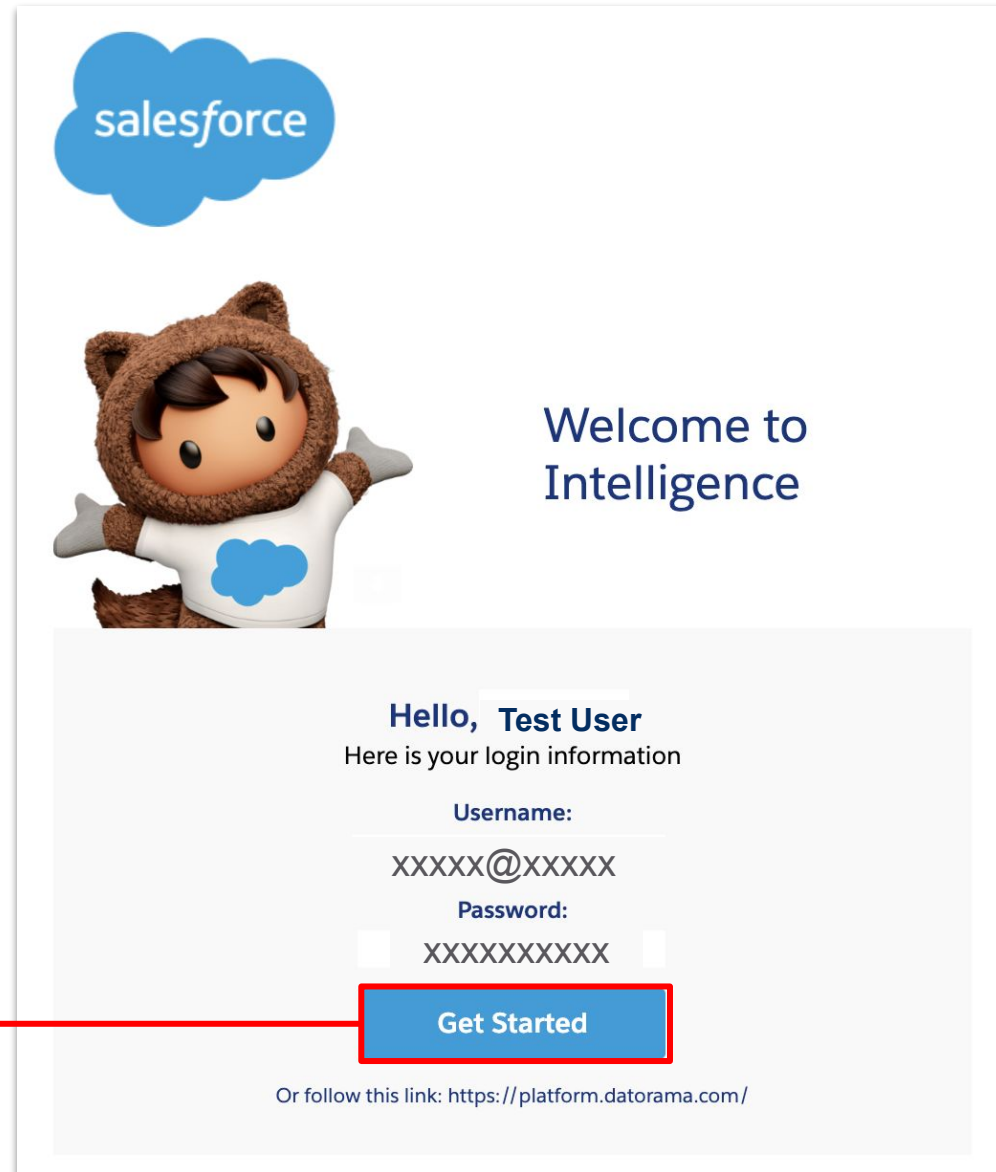 salesforce
Welcome to
Intelligence
Hello, Test User
Here is your login information
Username:
xxxxx@xxxxx
Password:
xxxxxxxxxx
Get Started
Or follow this link: https://platform.datorama.com/